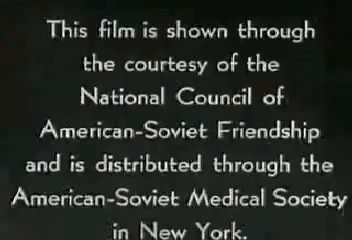 This film is shown through
the courtesy of the
National Council of
American-Soviet Friendship
and is distributed through the
American-Soviet Medical Society
in New York.